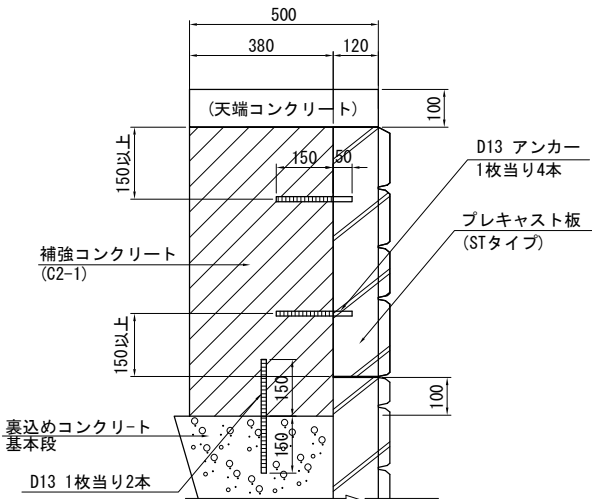 500
380
120
(天端コンクリート)
100
150以上
150
50
D13 アンカー
1枚当り4本
プレキャスト板
(STタイプ)
補強コンクリート
(C2-1)
150以上
150
100
裏込めコンクリ-ト
基本段
150
D13 1枚当り2本